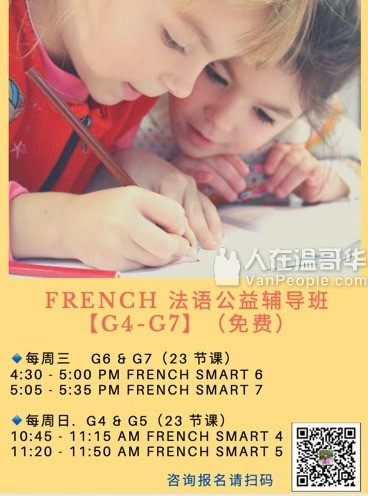 人在温哥华
VanPeople.com
FRENCH 法语公益辅导班
【G4-G7】（免费）
每周三 G6 & G7（23 节课）
4:30 - 5:00 PM FRENCH SMART 6
5:05 - 5:35 PM FRENCH SMART 7
每周日. G4 & G5（23 节课）
10:45 - 11:15 AM FRENCH SMART 4
11:20 - 11:50 AM FRENCH SMART 5
咨询报名请扫码